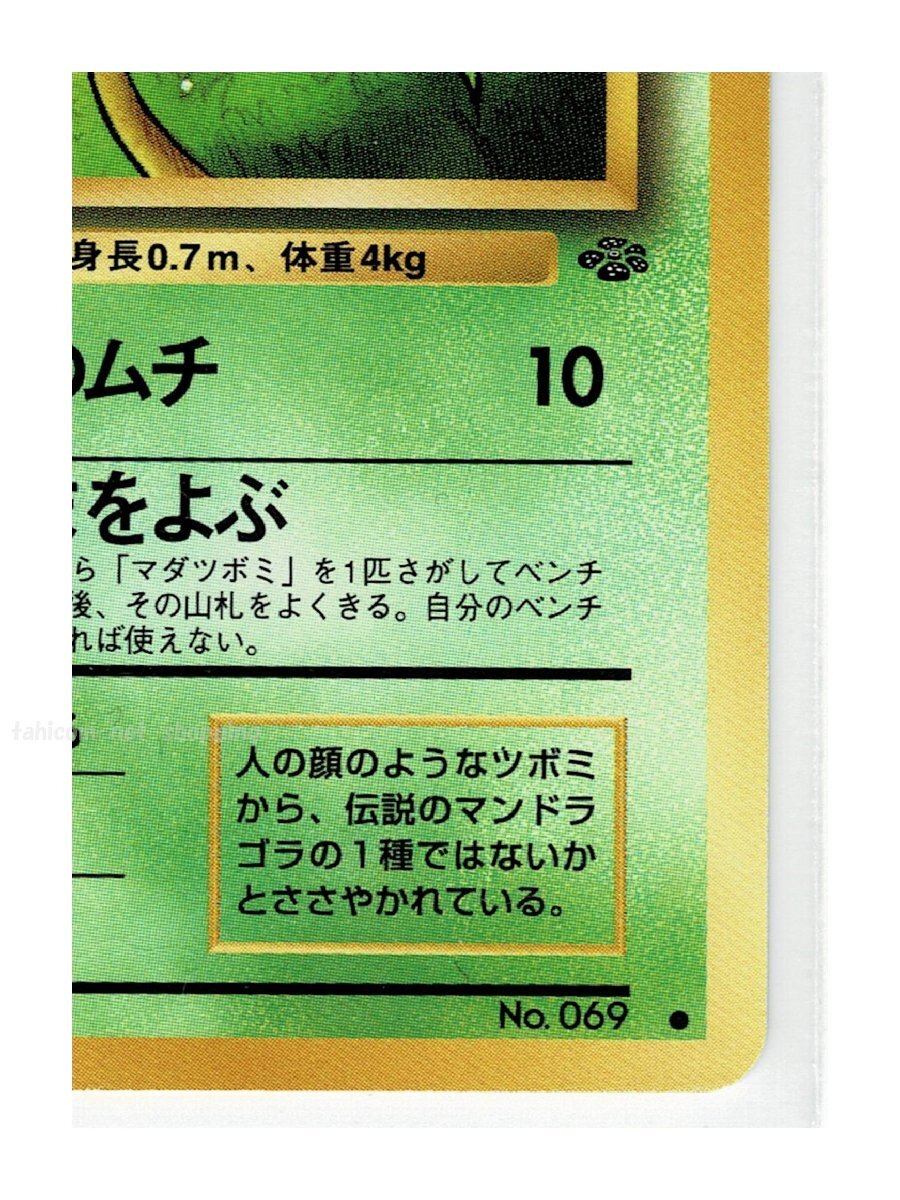 身長0.7m、体重4kg
のムチ 10
をよぶ
ら「マダツボミ」を1匹さがしてベンチ
後、その山札をよくきる。自分のベンチ
れば使えない。
人の顔のようなツボミ
から、伝説のマンドラ
ゴラの1種ではないか
とささやかれている。
No. 069